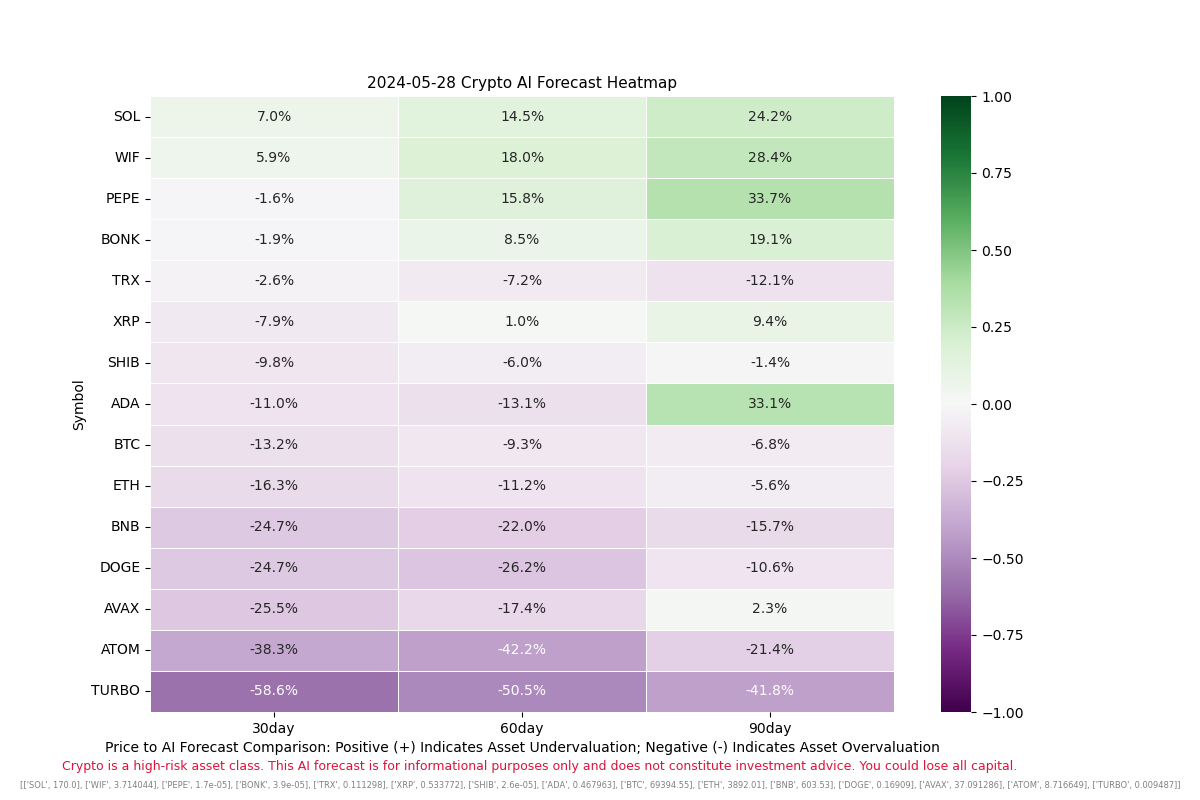 2024-05-28 Crypto AI Forecast Heatmap
SOL 7.0% 14.5% 24.2% 1.00
WIF 5.9% 18.0% 28.4%
0.75
PEPE -1.6% 15.8% 33.7%
BONK -1.9% 8.5% 19.1% 0.50
TRX -2.6% -7.2% -12.1%
XRP -7.9% 1.0% 9.4% 0.25
SHIB -9.8% -6.0% -1.4%
Symbol
ADA -11.0% -13.1% 33.1% 0.00
BTC -13.2% -9.3% -6.8%
ETH -16.3% -11.2% -5.6% −0.25
BNB -24.7% -22.0% -15.7%
DOGE -24.7% -26.2% -10.6% −0.50
AVAX -25.5% -17.4% 2.3%
−0.75
ATOM -38.3% -42.2% -21.4%
TURBO -58.6% -50.5% -41.8%
−1.00
30day 60day 90day
Price to AI Forecast Comparison: Positive (+) Indicates Asset Undervaluation; Negative (-) Indicates Asset Overvaluation
Crypto is a high-risk asset class. This AI forecast is for informational purposes only and does not constitute investment advice. You could lose all capital.
[['SOL', 170.0], ['WIF', 3.714044], ['PEPE', 1.7e-05], ['BONK', 3.9e-05], ['TRX', 0.111298], ['XRP', 0.533772], ['SHIB', 2.6e-05], ['ADA', 0.467963], ['BTC', 69394.55], ['ETH', 3892.01], ['BNB', 603.53], ['DOGE', 0.16909], ['AVAX', 37.091286], ['ATOM', 8.716649], ['TURBO', 0.009487]]